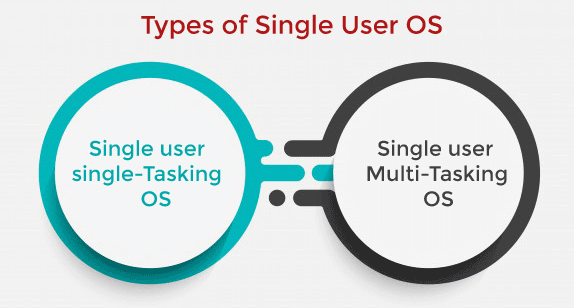 Types of Single User OS
Single user
single-Tasking
OS
Single user
Multi-Tasking
OS